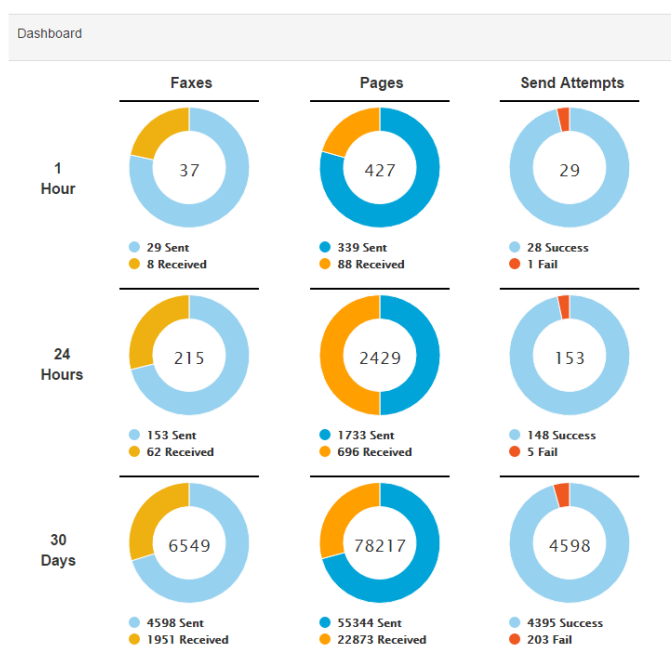 Dashboard
Faxes Pages Send Attempts
1
Hour
37 427 29
29 Sent 339 Sent 28 Success
8 Received 88 Received 1 Fail
24
Hours
215 2429 153
153 Sent 1733 Sent 148 Success
62 Received 696 Received 5 Fail
30
Days
6549 78217 4598
4598 Sent 55344 Sent 4395 Success
1951 Received 22873 Received 203 Fail